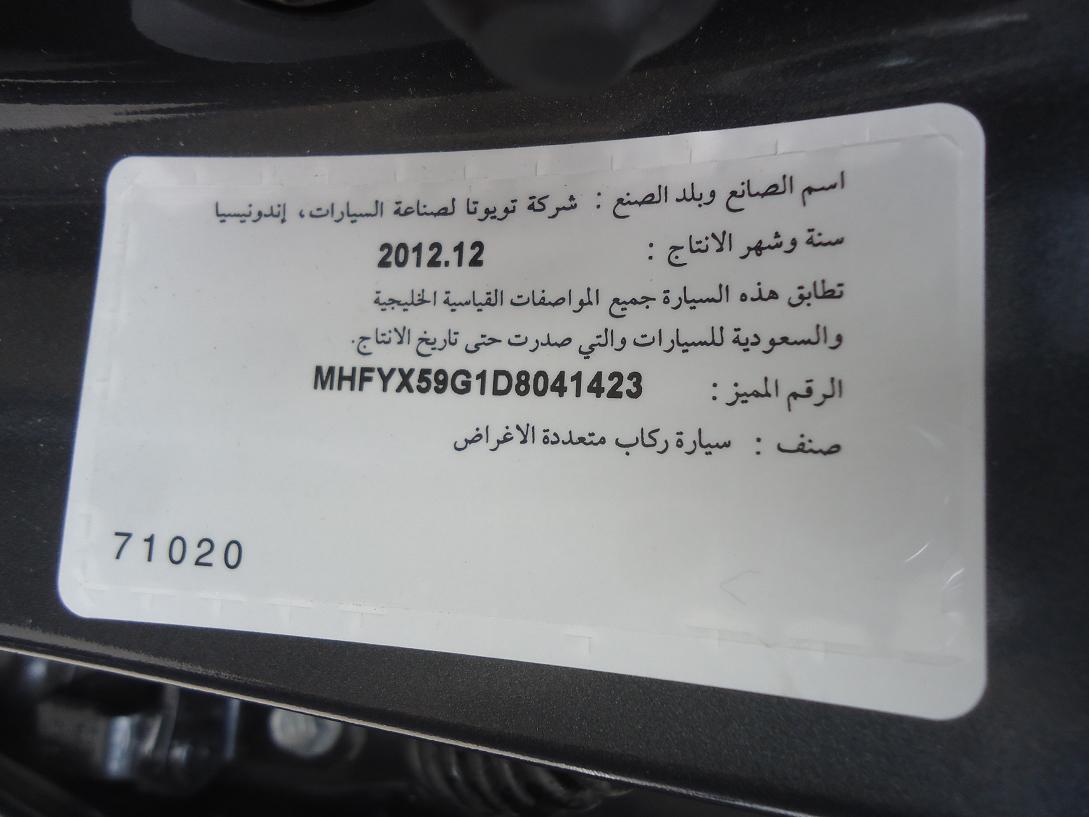 اسم الصانع وبلد الصنع : شركة تويوتا لصناعة السيارات، إندونيسيا
سنة وشهر الانتاج : 2012.12
تطابق هذه السيارة جميع المواصفات القياسية الخليجية
والسعودية للسيارات والتي صدرت حتى تاريخ الانتاج.
الرقم المميز : MHFYX59G1D8041423
صنف : سيارة ركاب متعددة الاغراض
71020